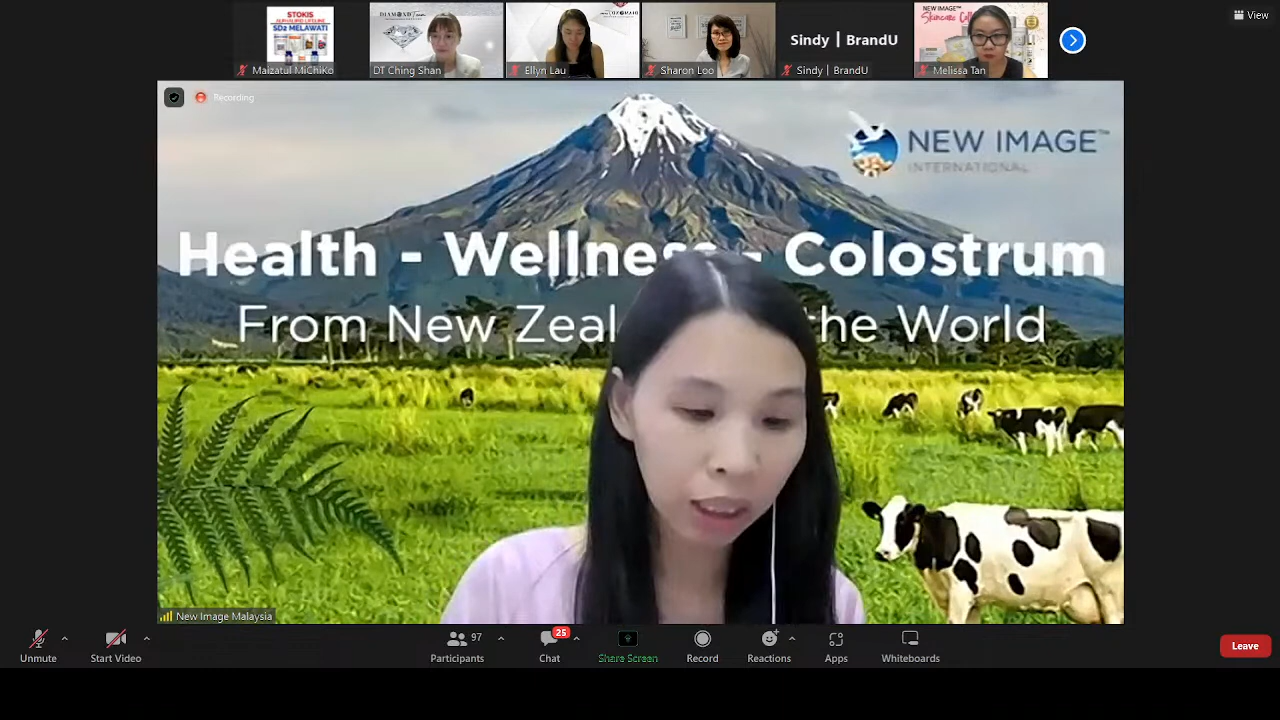 STOKIS
SD2 MELAWATI
Maizatul MiChiKo
DT Ching Shan
Ellyn Lau
Sharon Loo
Sindy | BrandU
Sindy | BrandU
NEW IMAGE™
Melissa Tan
View
Recording
NEW IMAGE™
INTERNATIONAL
Health - Wellness - Colostrum
From New Zeal the World
New Image Malaysia
Unmute
Start Video
97
Participants
25
Chat
Share Screen
Record
Reactions
Apps
Whiteboards
Leave